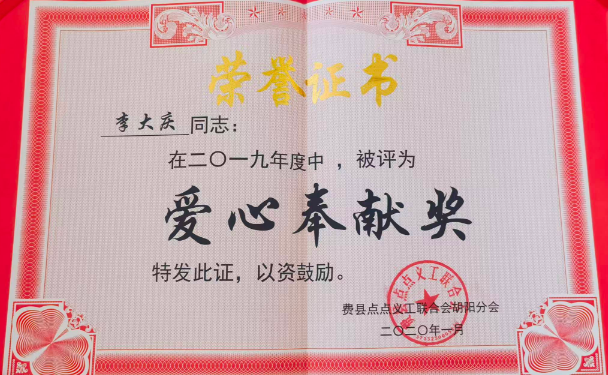 荣誉证书
李大庆 同志：
在二〇一九年度中，被评为
爱心奉献奖
特发此证，以资鼓励。
费县点点义工联合会胡阳分会
二〇二〇年一月